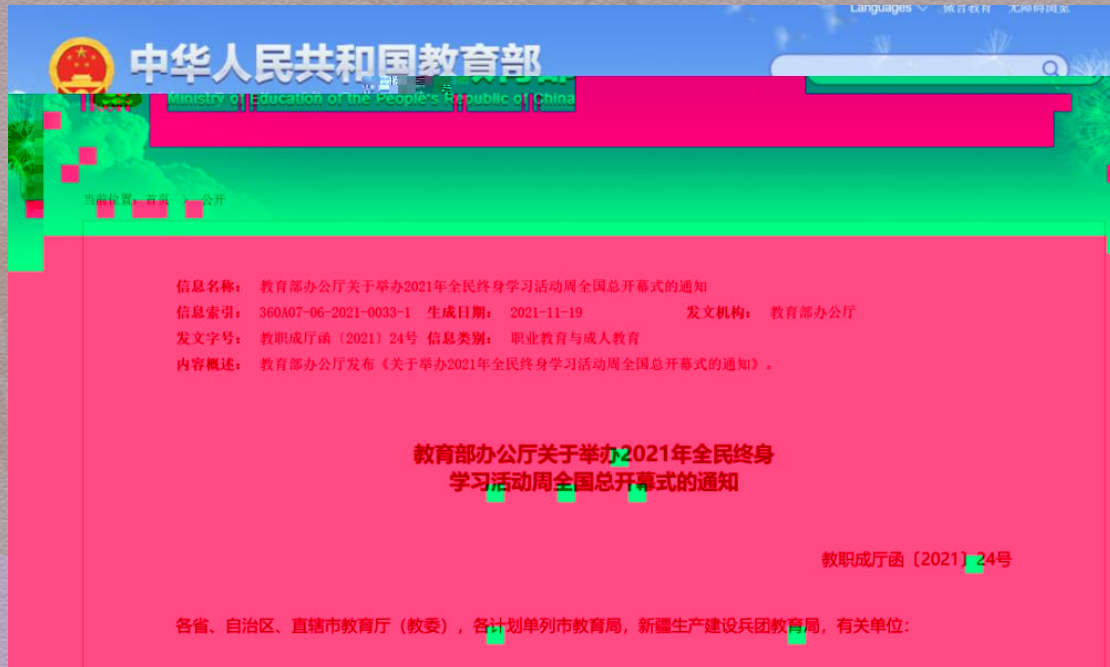 Languages 微言教育 无障碍浏览
中华人民共和国教育部
Ministry of Education of the People's Republic of China
当前位置：首页 > 公开
信息名称： 教育部办公厅关于举办2021年全民终身学习活动周全国总开幕式的通知
信息索引： 360A07-06-2021-0033-1 生成日期： 2021-11-19 发文机构： 教育部办公厅
发文字号： 教职成厅函〔2021〕24号 信息类别： 职业教育与成人教育
内容概述： 教育部办公厅发布《关于举办2021年全民终身学习活动周全国总开幕式的通知》。
教育部办公厅关于举办2021年全民终身
学习活动周全国总开幕式的通知
教职成厅函〔2021〕24号
各省、自治区、直辖市教育厅（教委），各计划单列市教育局，新疆生产建设兵团教育局，有关单位：